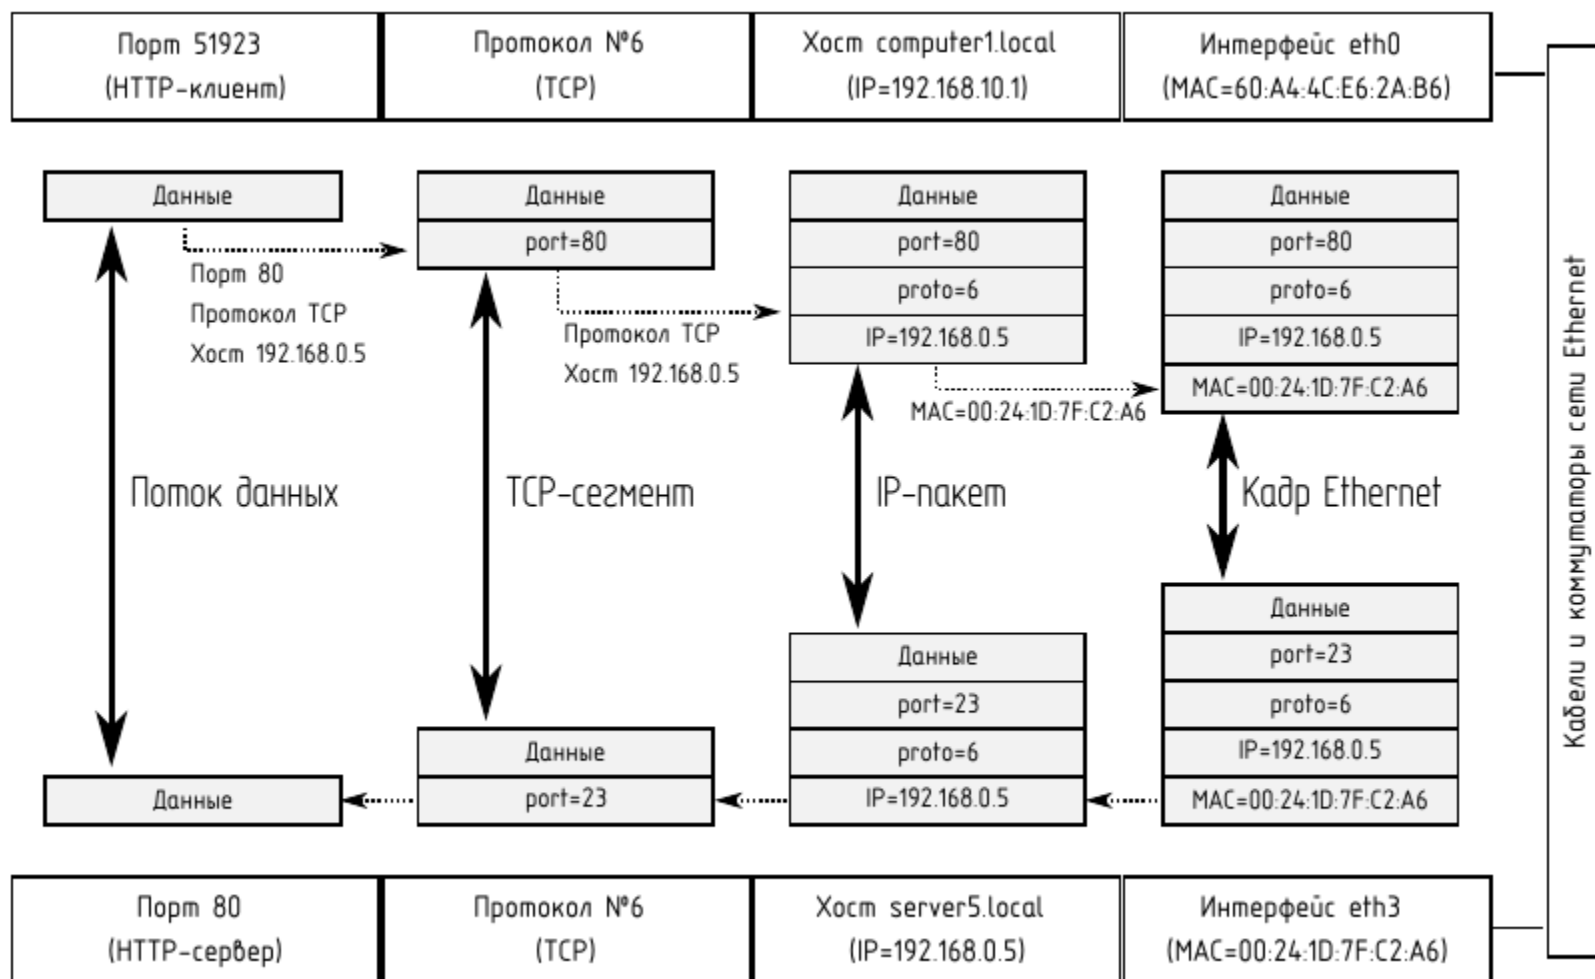 Порт 51923
(HTTP-клиент)
Протокол №6
(TCP)
Хост computer1.local
(IP=192.168.10.1)
Интерфейс eth0
(MAC=60:A4:4C:E6:2A:B6)
Данные
Порт 80
Протокол TCP
Хост 192.168.0.5
Данные
port=80
Протокол TCP
Хост 192.168.0.5
Данные
port=80
proto=6
IP=192.168.0.5
MAC=00:24:1D:7F:C2:A6
Данные
port=80
proto=6
IP=192.168.0.5
MAC=00:24:1D:7F:C2:A6
Поток данных
TCP-сегмент
IP-пакет
Кадр Ethernet
Данные
Данные
port=23
Данные
port=23
proto=6
IP=192.168.0.5
Данные
port=23
proto=6
IP=192.168.0.5
MAC=00:24:1D:7F:C2:A6
Порт 80
(HTTP-сервер)
Протокол №6
(TCP)
Хост server5.local
(IP=192.168.0.5)
Интерфейс eth3
(MAC=00:24:1D:7F:C2:A6)
Кабели и коммутаторы сети Ethernet